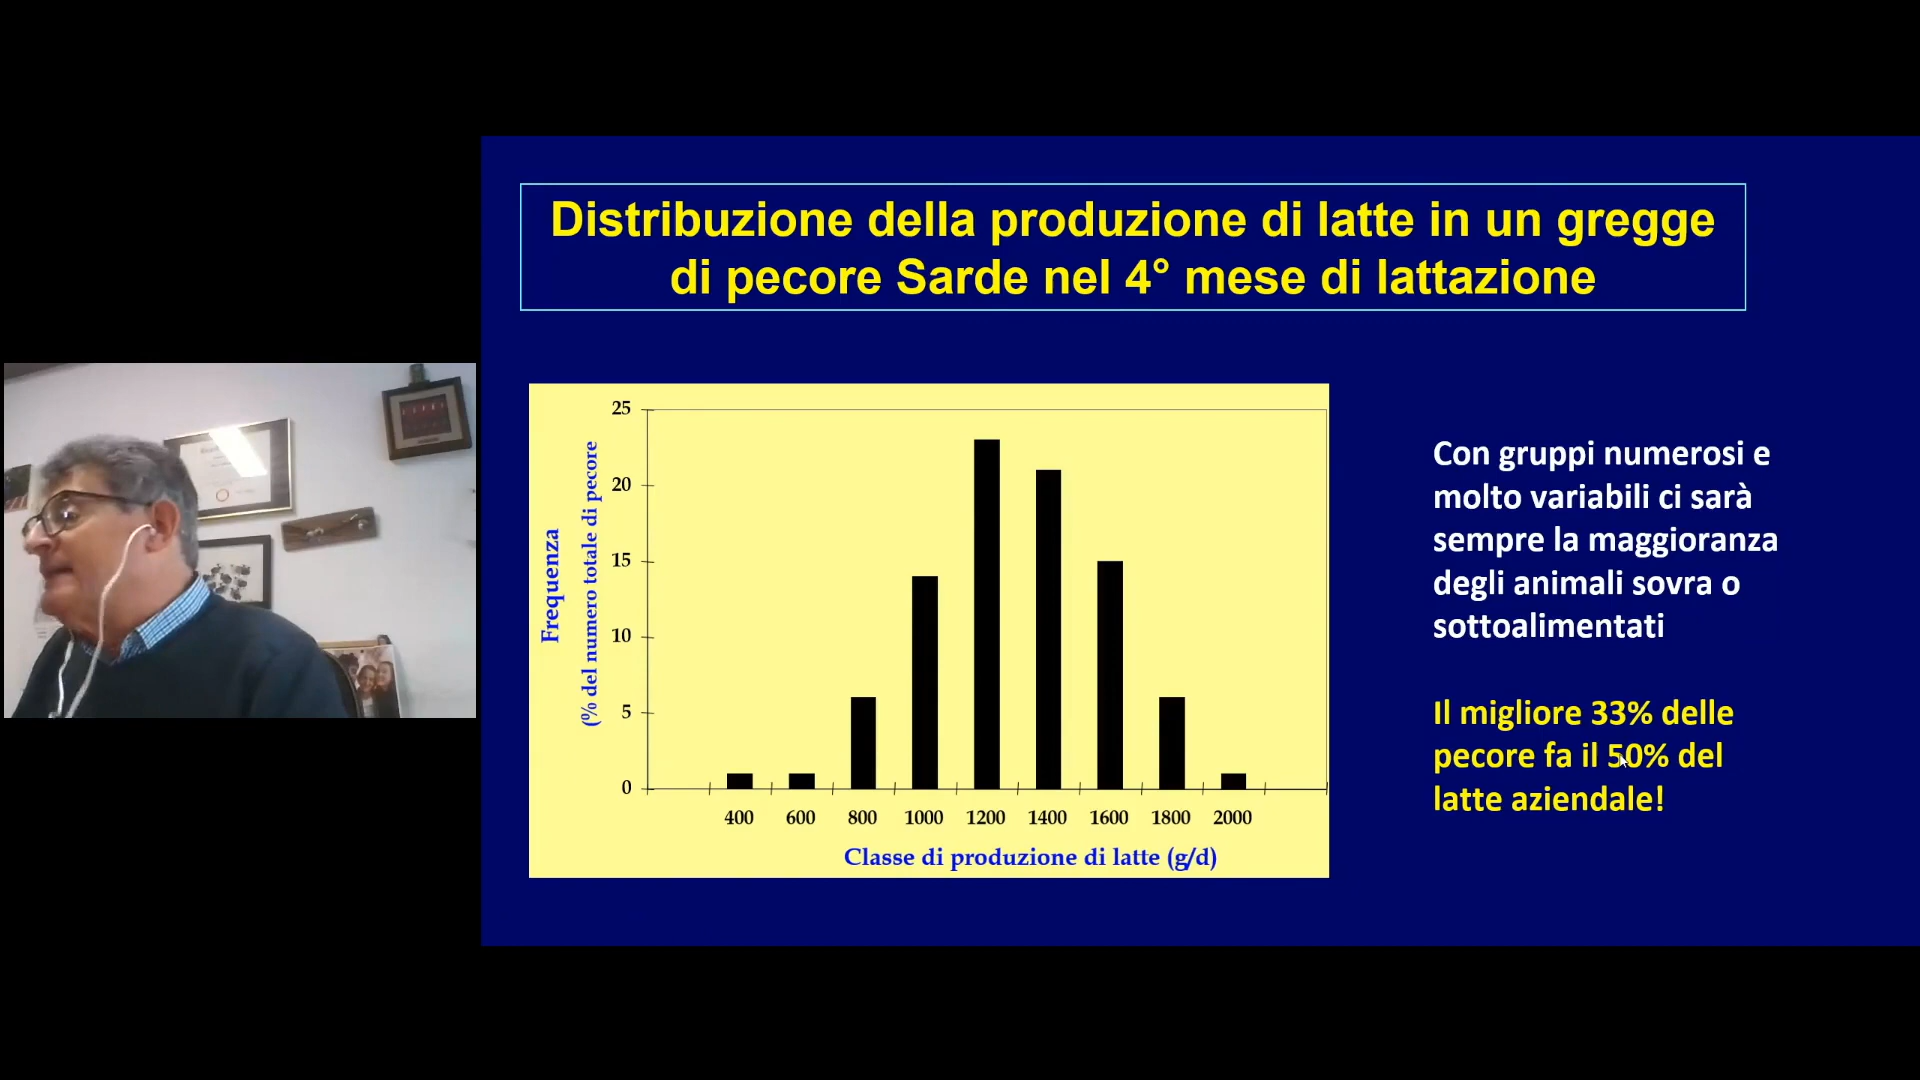 Distribuzione della produzione di latte in un gregge
di pecore Sarde nel 4° mese di lattazione
Frequenza
(% del numero totale di pecore
25
20
15
10
5
0
400 600 800 1000 1200 1400 1600 1800 2000
Classe di produzione di latte (g/d)
Con gruppi numerosi e
molto variabili ci sarà
sempre la maggioranza
degli animali sovra o
sottoalimentati
Il migliore 33% delle
pecore fa il 50% del
latte aziendale!